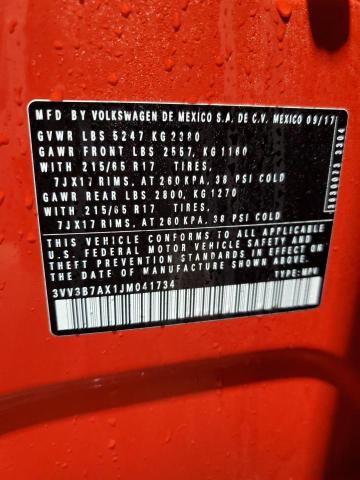 MFD BY VOLKSWAGEN DE MEXICO S.A. DE C.V. MEXICO 09/17
GVWR LBS 5247 KG 2380
GAWR FRONT LBS 2557, KG 1160
WITH 215/65 R17 TIRES,
7JX17 RIMS, AT 260 KPA, 38 PSI COLD
GAWR REAR LBS 2800, KG 1270
WITH 215/65 R17 TIRES,
7JX17 RIMS, AT 260 KPA, 38 PSI COLD
THIS VEHICLE CONFORMS TO ALL APPLICABLE
U.S. FEDERAL MOTOR VEHICLE SAFETY AND
THEFT PREVENTION STANDARDS IN EFFECT ON
THE DATE OF MANUFACTURE SHOWN ABOVE.
3VV3B7AX1JM041734 TYPE: MPV